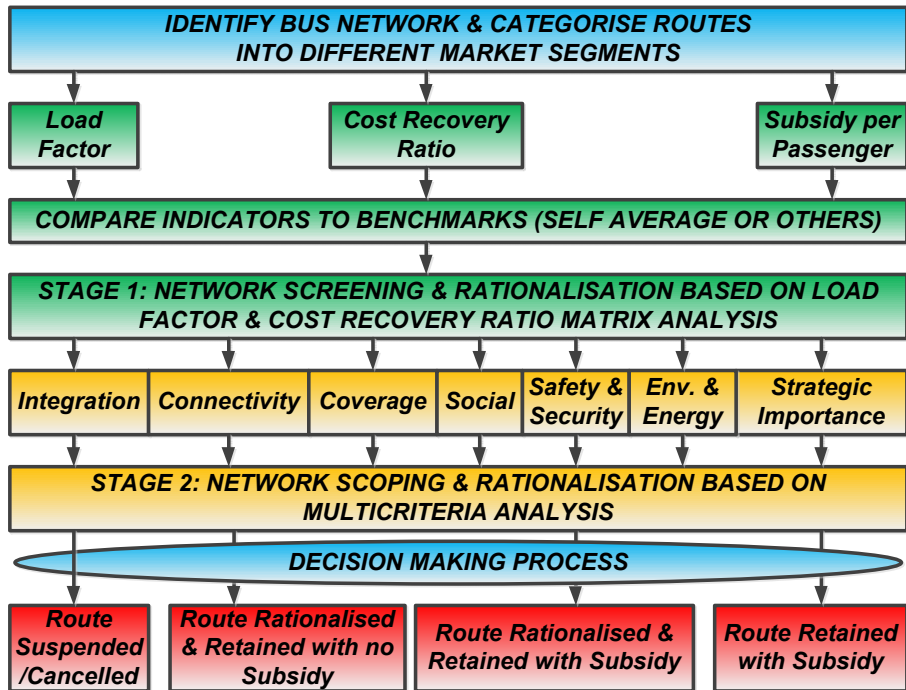 IDENTIFY BUS NETWORK & CATEGORISE ROUTES
INTO DIFFERENT MARKET SEGMENTS
Load
Factor
Cost Recovery
Ratio
Subsidy per
Passenger
COMPARE INDICATORS TO BENCHMARKS (SELF AVERAGE OR OTHERS)
STAGE 1: NETWORK SCREENING & RATIONALISATION BASED ON LOAD
FACTOR & COST RECOVERY RATIO MATRIX ANALYSIS
Integration
Connectivity
Coverage
Social
Safety &
Security
Env. &
Energy
Strategic
Importance
STAGE 2: NETWORK SCOPING & RATIONALISATION BASED ON
MULTICRITERIA ANALYSIS
DECISION MAKING PROCESS
Route
Suspended
/Cancelled
Route Rationalised
& Retained with no
Subsidy
Route Rationalised &
Retained with Subsidy
Route Retained
with Subsidy